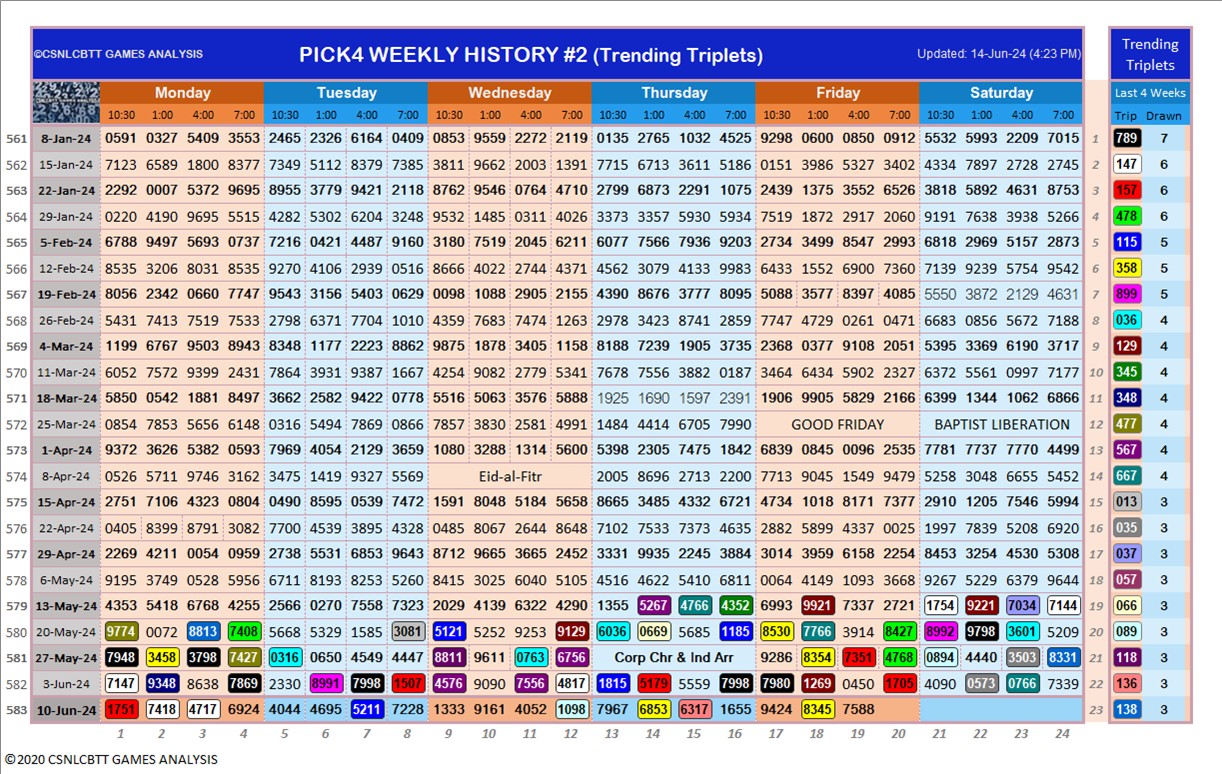 ©CSNLCBTT GAMES ANALYSIS PICK4 WEEKLY HISTORY #2 (Trending Triplets) Updated: 14-Jun-24 (4:23 PM) Trending Triplets
Monday Tuesday Wednesday Thursday Friday Saturday Last 4 Weeks
10:30 1:00 4:00 7:00 10:30 1:00 4:00 7:00 10:30 1:00 4:00 7:00 10:30 1:00 4:00 7:00 10:30 1:00 4:00 7:00 10:30 1:00 4:00 7:00 Trip Drawn
561 8-Jan-24 0591 0327 5409 3553 2465 2326 6164 0409 0853 9559 2272 2119 0135 2765 1032 4525 9298 0600 0850 0912 5532 5993 2209 7015 1 789 7
562 15-Jan-24 7123 6589 1800 8377 7349 5112 8379 7385 9811 9662 2003 1391 7715 6713 3611 5186 0151 3986 5327 3402 4334 7897 2728 2745 2 147 6
563 22-Jan-24 2292 0007 5372 9695 8955 3779 9421 2118 8762 9546 0764 4710 2799 6873 2291 1075 2439 1375 3552 6526 3818 5892 4631 8753 3 157 6
564 29-Jan-24 0220 4190 9695 5515 4282 5302 6204 3248 9532 1485 0311 4026 3373 3357 5930 5934 7519 1872 2917 2060 9191 7638 3938 5266 4 478 6
565 5-Feb-24 6788 9497 5693 0737 7216 0421 4487 9160 3180 7519 2045 6211 6077 7566 7936 9203 2734 3499 8547 2993 6818 2969 5157 2873 5 115 5
566 12-Feb-24 8535 3206 8031 8535 9270 4106 2939 0516 8666 4022 2744 4371 4562 3079 4133 9983 6433 1552 6900 7360 7139 9239 5754 9542 6 358 5
567 19-Feb-24 8056 2342 0660 7747 9543 3156 5403 0626 9098 1088 2905 2155 4390 8676 3777 8095 5088 3577 8397 4085 5550 3872 2129 4631 7 899 5
568 26-Feb-24 5431 7413 7519 7533 2798 6371 7704 1010 4359 7683 7474 1263 2978 3423 8741 2859 7747 4729 0261 0471 6683 0856 5672 7188 8 036 4
569 4-Mar-24 1199 6767 9503 8943 8348 1177 2223 8862 9875 1878 3405 1158 8188 7239 1905 3735 2368 0377 9108 2051 5395 3369 6190 3717 9 129 4
570 11-Mar-24 6052 7572 9399 2431 7864 3931 9387 1667 4254 9082 2779 5341 7678 7556 3882 0187 3464 6434 5902 2327 6372 5561 0997 7177 10 345 4
571 18-Mar-24 5850 0542 1881 8497 3662 2582 9422 0778 5516 5063 3576 5888 1925 1690 1597 2391 1906 9905 5829 2166 6399 1344 1062 6866 11 348 4
572 25-Mar-24 0854 7853 5656 6148 0316 5494 7869 0866 7857 3830 2581 4991 1484 4414 6705 7990 GOOD FRIDAY BAPTIST LIBERATION 12 477 4
573 1-Apr-24 9372 3626 5382 0593 7969 4054 2129 3659 1080 3288 1314 5600 5398 2305 7475 1842 6839 0845 0096 2535 7781 7737 7770 4499 13 567 4
574 8-Apr-24 0526 5711 9746 3162 3475 1419 9327 5569 Eid-al-Fitr 2005 8696 2713 2200 7713 9045 1549 9479 5254 3048 6655 5452 14 667 4
575 15-Apr-24 2751 7106 4323 0804 0490 8595 0539 7472 1591 8048 5184 5658 8665 3485 4332 6721 4734 1018 8171 7377 2910 1205 7546 5994 15 013 3
576 22-Apr-24 0405 8399 8791 3082 7700 4539 3895 4328 0485 8067 2644 8648 7102 7533 7373 4635 2882 5899 4337 0025 1997 7839 5208 6920 16 035 3
577 29-Apr-24 2269 4211 0054 0959 2738 5531 6853 9643 8712 9665 3665 2452 3331 9935 2245 3884 3014 3959 6158 2254 8453 3254 4530 5308 17 037 3
578 6-May-24 9195 3749 0528 5956 6711 8193 8253 5260 8415 3025 6040 5105 4516 4622 5410 6811 0064 4149 1093 3668 9267 5229 6379 9644 18 057 3
579 13-May-24 4353 5418 6768 4255 2566 0270 7558 7323 2029 4139 6322 4290 1355 5267 4766 4352 6993 9921 7337 2721 1754 9221 7034 7144 19 066 3
580 20-May-24 9774 0072 8813 7408 5668 5329 1585 3081 5121 5252 9253 9129 6036 0669 5685 1185 8530 7766 3914 8427 8992 9798 3601 5209 20 089 3
581 27-May-24 7948 3458 3798 7427 0316 0650 4549 4447 8811 9611 0763 6756 Corp Chr & Ind Arr 9286 8354 7351 4768 0894 4440 3503 8331 21 118 3
582 3-Jun-24 7147 9348 8638 7869 2330 8991 7998 1507 4576 9090 7556 4817 1815 5179 5559 7998 7980 1269 0450 1705 4090 0573 0766 7339 22 136 3
583 10-Jun-24 1751 7418 4717 6924 4044 4695 5211 7228 1333 9161 4052 1098 7967 6853 6317 1655 9424 8345 7588 23 138 3
1 2 3 4 5 6 7 8 9 10 11 12 13 14 15 16 17 18 19 20 21 22 23 24
©2020 CSNLCBTT GAMES ANALYSIS